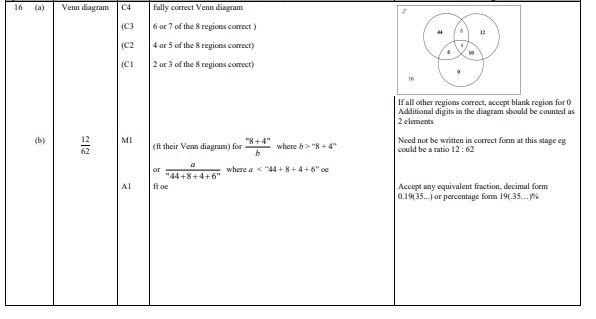 16 (a) Venn diagram C4 fully correct Venn diagram
(C3 6 or 7 of the 8 regions correct )
(C2 4 or 5 of the 8 regions correct)
(C1 2 or 3 of the 8 regions correct)
44 8 12
4
6 10
0
16
If all other regions correct, accept blank region for 0
Additional digits in the diagram should be counted as
2 elements
(b) 12/62 M1 (ft their Venn diagram) for "8 + 4"/b where b > "8 + 4"
Need not be written in correct form at this stage eg
could be a ratio 12 : 62
or a/"44+8+4+6" where a < "44 + 8 + 4 + 6" oe
A1 ft oe
Accept any equivalent fraction, decimal form
0.19(35...) or percentage form 19(.35...)%